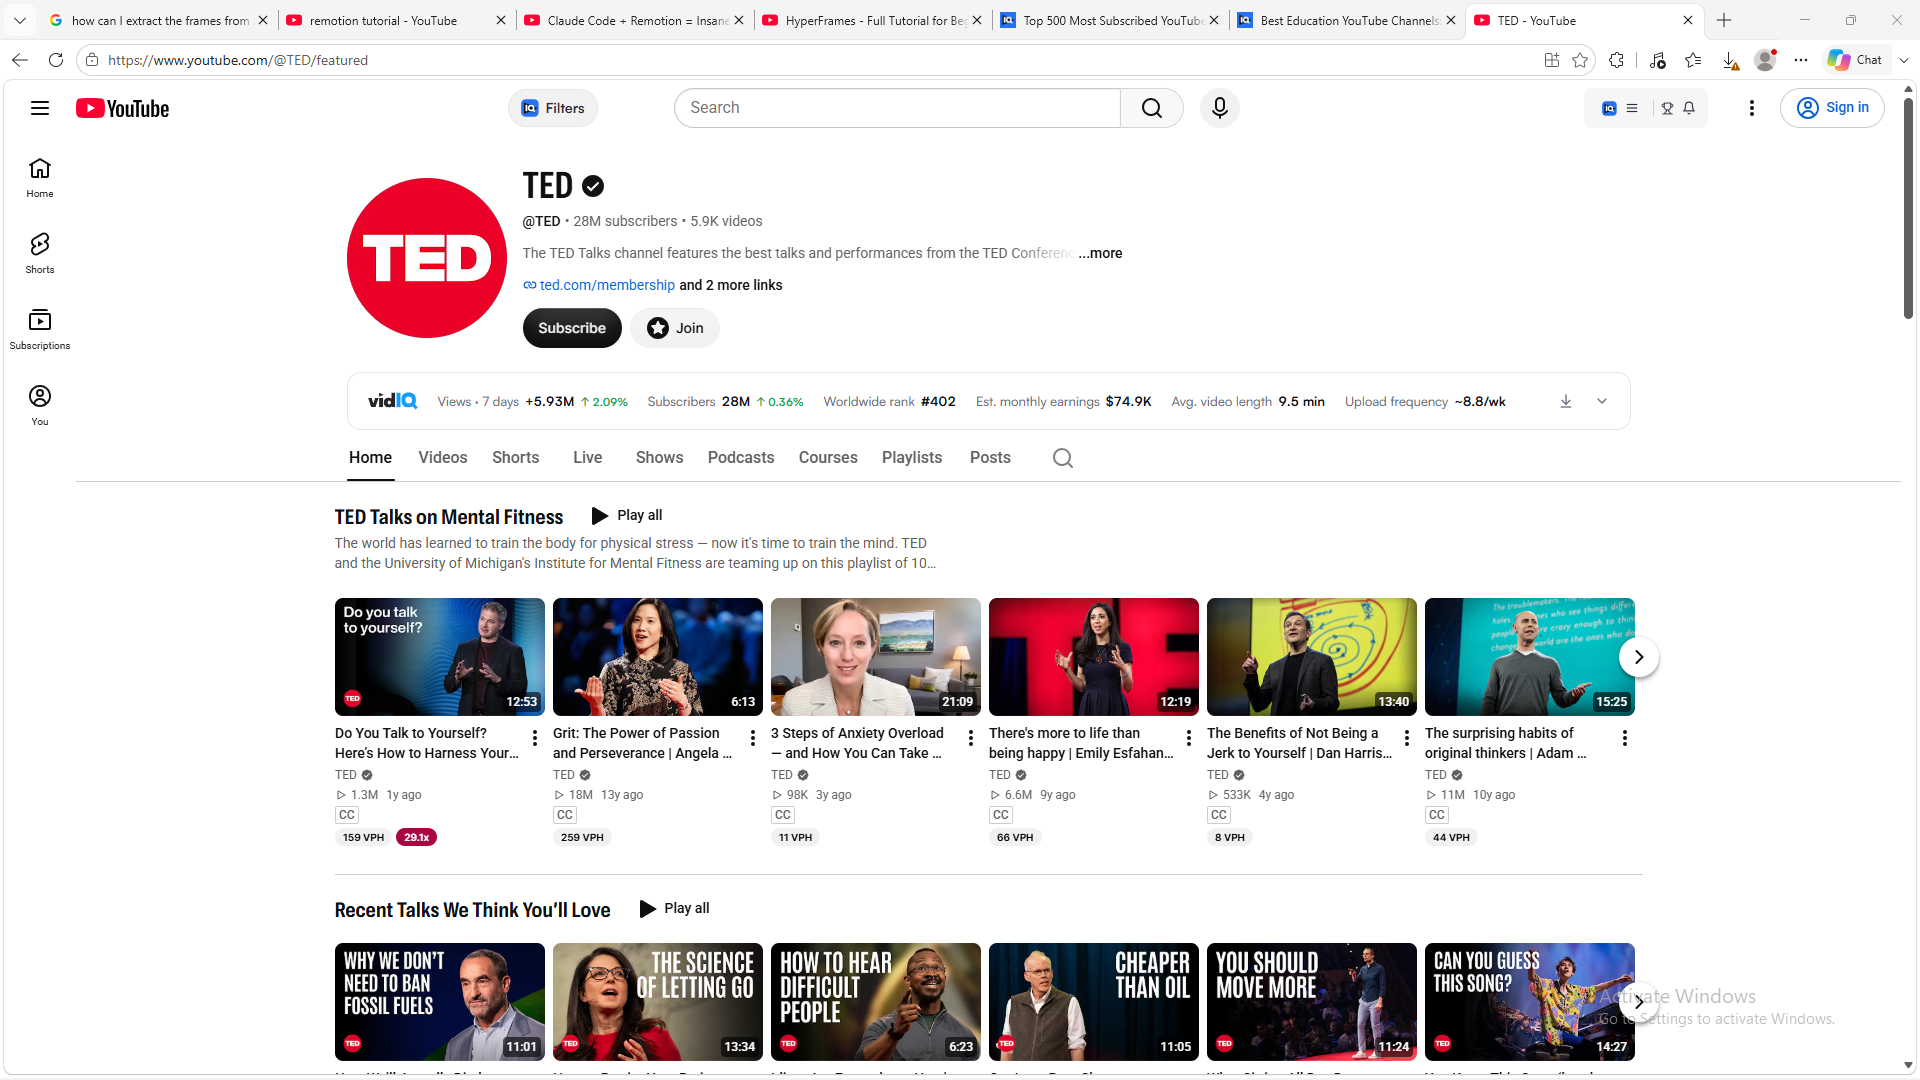 how can I extract the frames from
remotion tutorial - YouTube
Claude Code + Remotion = Insane
HyperFrames - Full Tutorial for Beg
Top 500 Most Subscribed YouTube
Best Education YouTube Channels
TED - YouTube
https://www.youtube.com/@TED/featured
Chat
YouTube
IQ Filters
Search
IQ
Sign in
Home
Shorts
Subscriptions
You
TED
TED
@TED • 28M subscribers • 5.9K videos
The TED Talks channel features the best talks and performances from the TED Conferenc ...more
ted.com/membership and 2 more links
Subscribe
Join
vidIQ Views • 7 days +5.93M ↑ 2.09% Subscribers 28M ↑ 0.36% Worldwide rank #402 Est. monthly earnings $74.9K Avg. video length 9.5 min Upload frequency ~8.8/wk
Home Videos Shorts Live Shows Podcasts Courses Playlists Posts
TED Talks on Mental Fitness
Play all
The world has learned to train the body for physical stress — now it's time to train the mind. TED
and the University of Michigan's Institute for Mental Fitness are teaming up on this playlist of 10...
Do you talk
to yourself?
TED
12:53
Do You Talk to Yourself?
Here's How to Harness Your...
TED
1.3M 1y ago
CC
159 VPH 29.1x
6:13
Grit: The Power of Passion
and Perseverance | Angela ...
TED
18M 13y ago
CC
259 VPH
21:09
3 Steps of Anxiety Overload
— and How You Can Take ...
TED
98K 3y ago
CC
11 VPH
12:19
There's more to life than
being happy | Emily Esfahan...
TED
6.6M 9y ago
CC
66 VPH
13:40
The Benefits of Not Being a
Jerk to Yourself | Dan Harris...
TED
533K 4y ago
CC
8 VPH
15:25
The surprising habits of
original thinkers | Adam ...
TED
11M 10y ago
CC
44 VPH
Recent Talks We Think You'll Love
Play all
WHY WE DON'T
NEED TO BAN
FOSSIL FUELS
TED
11:01
THE SCIENCE
OF LETTING GO
TED
13:34
HOW TO HEAR
DIFFICULT
PEOPLE
TED
6:23
CHEAPER
THAN OIL
TED
11:05
YOU SHOULD
MOVE MORE
TED
11:24
CAN YOU GUESS
THIS SONG?
TED
14:27
Activate Windows
Go to Settings to activate Windows.